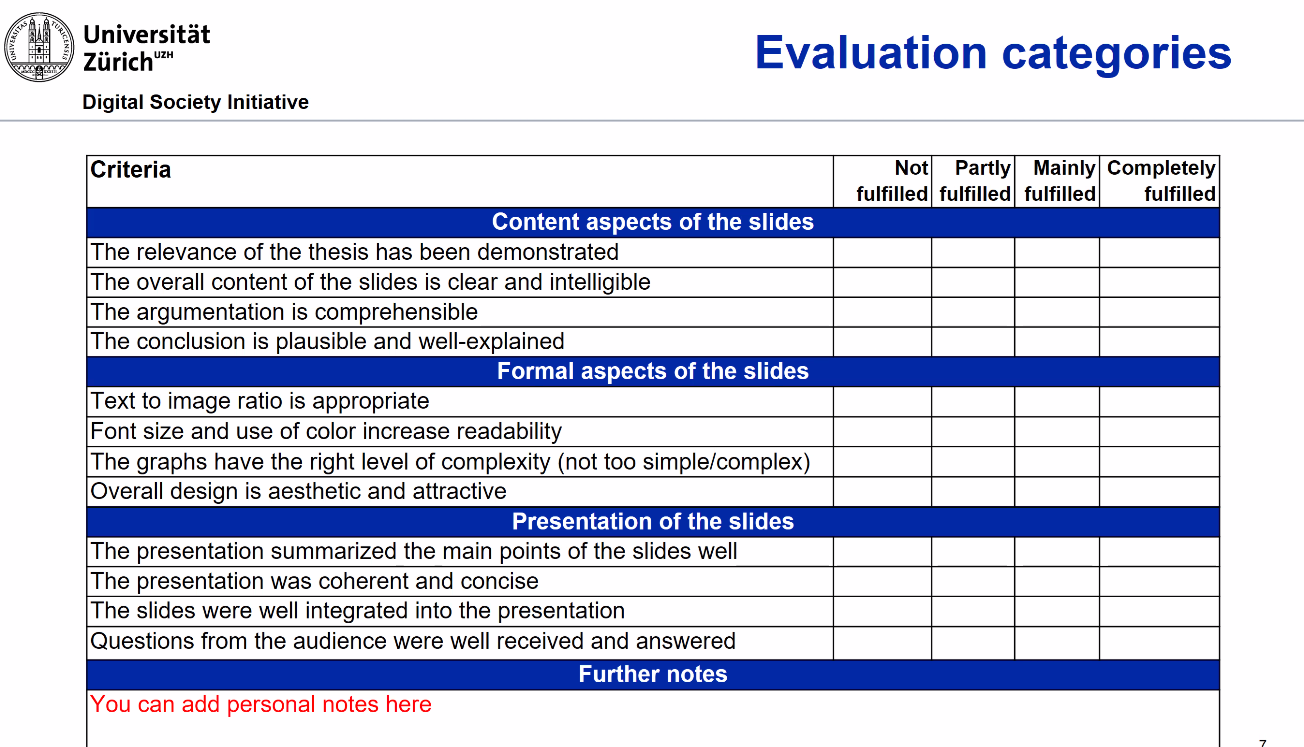 Universität
Zürich UZH
Digital Society Initiative
Evaluation categories
Criteria
Not fulfilled
Partly fulfilled
Mainly fulfilled
Completely fulfilled
Content aspects of the slides
The relevance of the thesis has been demonstrated
The overall content of the slides is clear and intelligible
The argumentation is comprehensible
The conclusion is plausible and well-explained
Formal aspects of the slides
Text to image ratio is appropriate
Font size and use of color increase readability
The graphs have the right level of complexity (not too simple/complex)
Overall design is aesthetic and attractive
Presentation of the slides
The presentation summarized the main points of the slides well
The presentation was coherent and concise
The slides were well integrated into the presentation
Questions from the audience were well received and answered
Further notes
You can add personal notes here
7